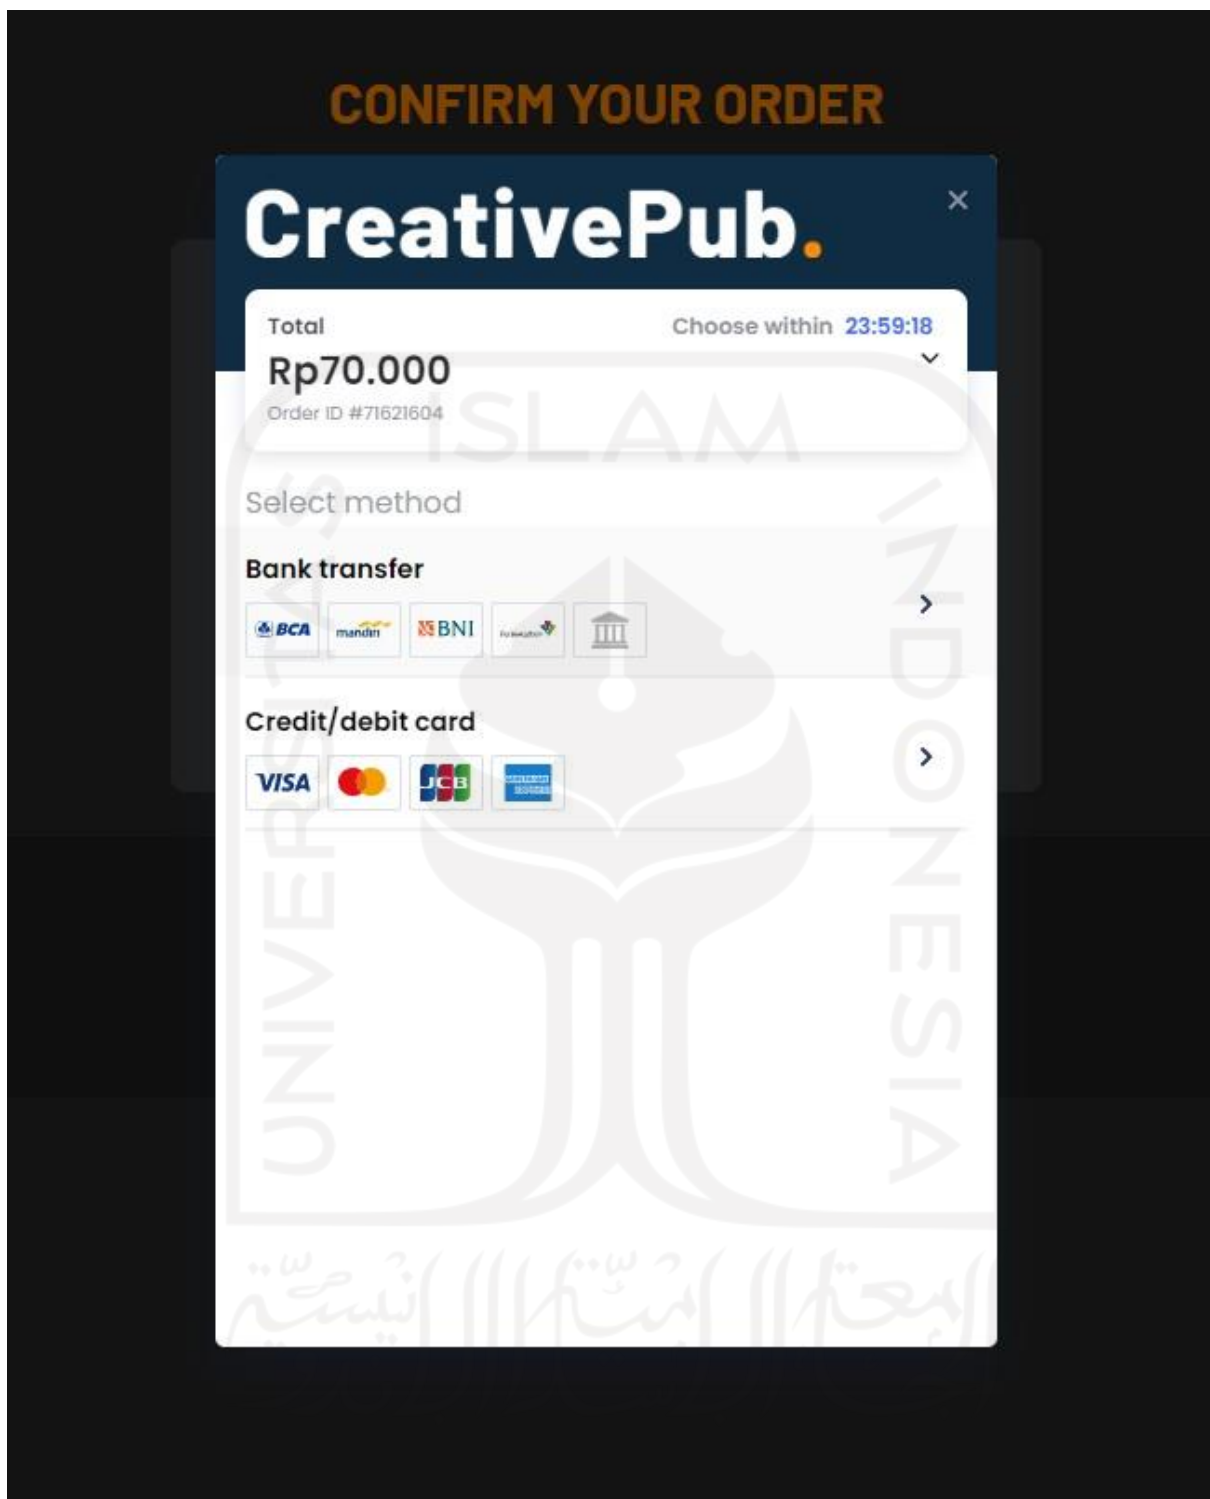 CONFIRM YOUR ORDER
CreativePub.
Total
Choose within 23:59:18
Rp70.000
Order ID #71621604
Select method
Bank transfer
BCA mandiri BNI
Credit/debit card
VISA JCB
UNIVERSITAS
ISLAM
INDONESIA